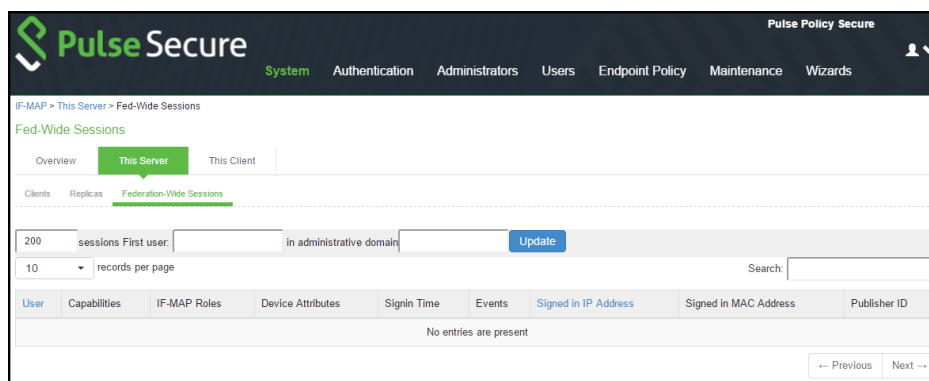 Pulse Secure
Pulse Policy Secure
System Authentication Administrators Users Endpoint Policy Maintenance Wizards
IF-MAP > This Server > Fed-Wide Sessions
Fed-Wide Sessions
Overview This Server This Client
Clients Replicas Federation-Wide Sessions
200 sessions First user: in administrative domain Update
10 records per page Search:
User Capabilities IF-MAP Roles Device Attributes Signin Time Events Signed in IP Address Signed in MAC Address Publisher ID
No entries are present
← Previous Next →